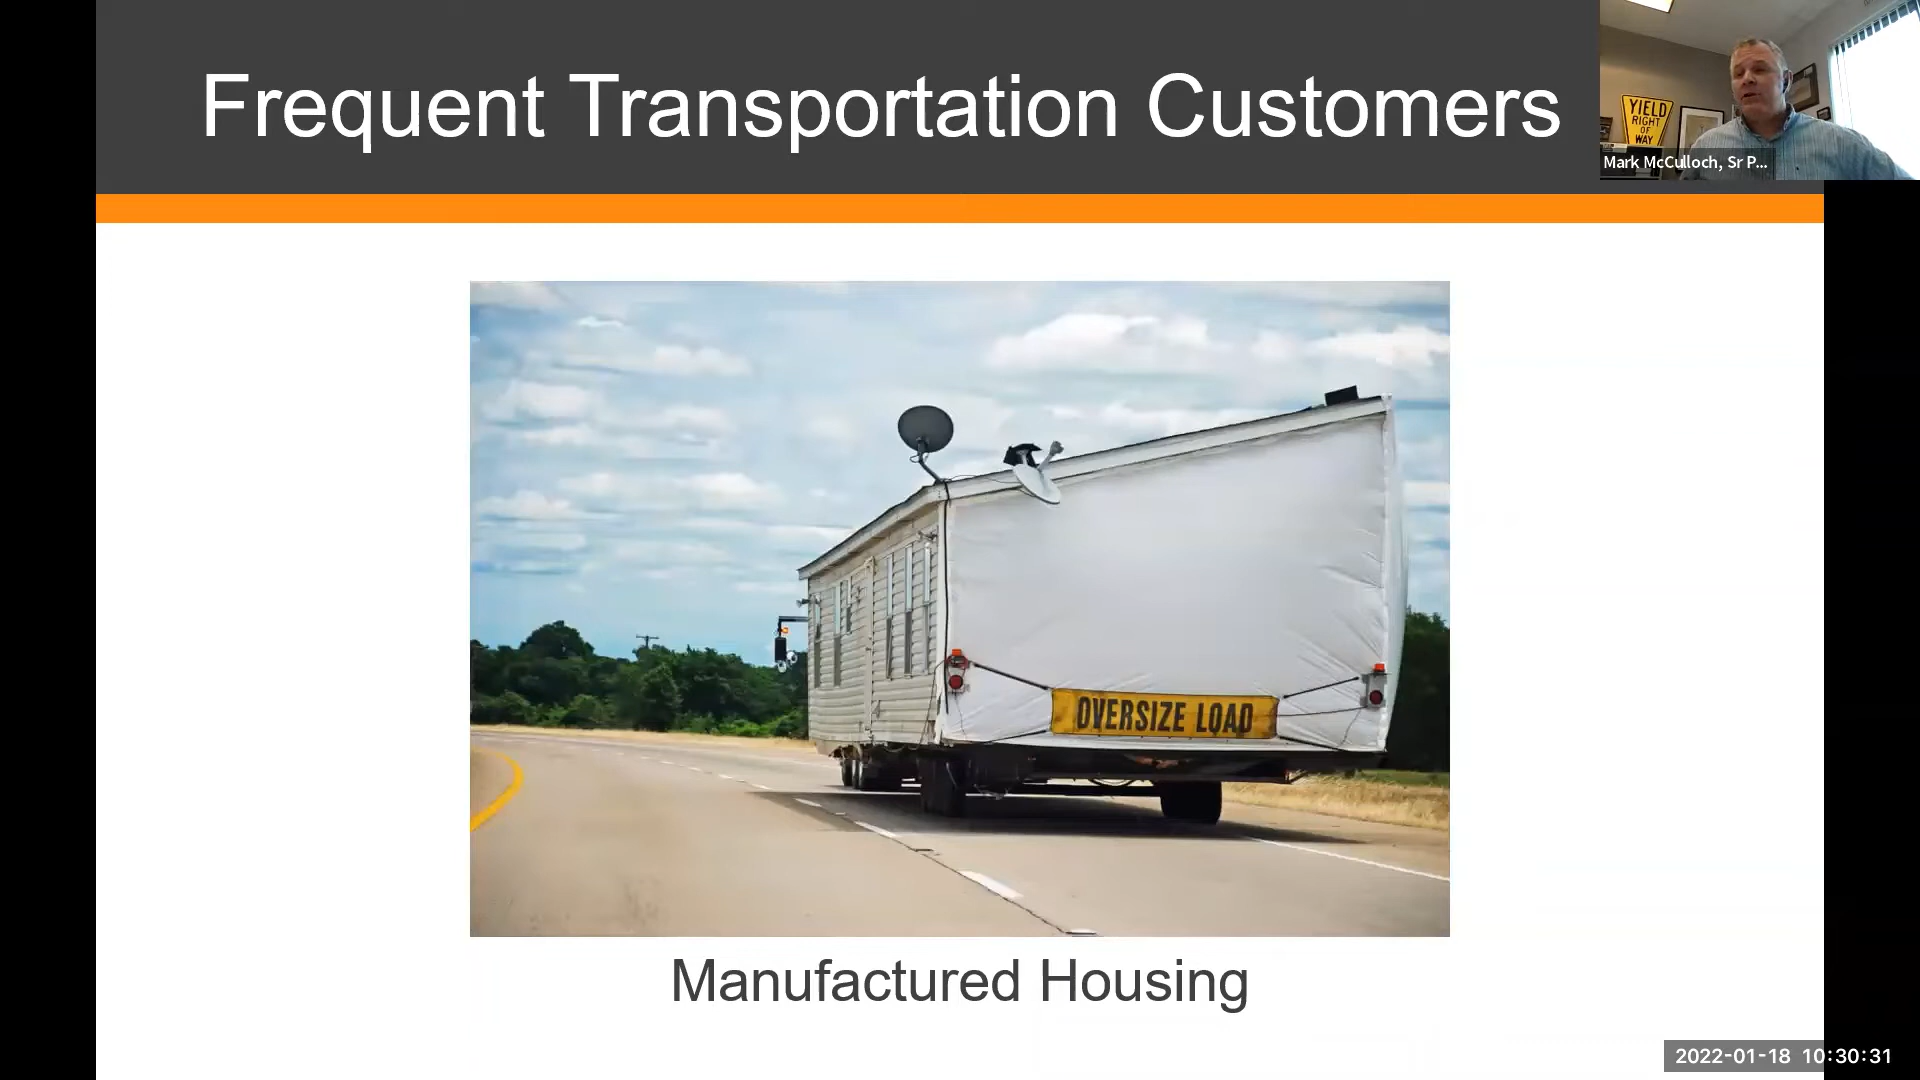 Frequent Transportation Customers
YIELD
RIGHT
OF
WAY
Mark McCulloch, Sr P...
OVERSIZE LOAD
Manufactured Housing
2022-01-18 10:30:31